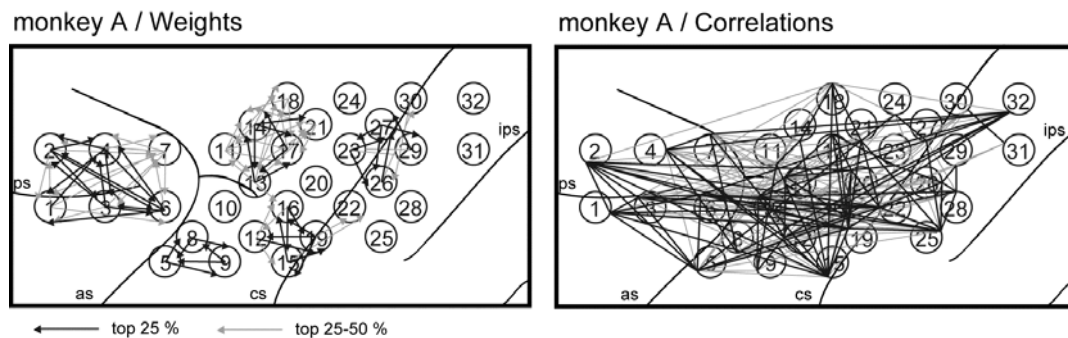 monkey A / Weights
18 24 30 32
14 21 27
ips
2 7 11 17 23 29 31
13 20 26
ps
1 3 6 10 16 22 28
8 12 19 25
5 9 15
as cs
top 25 % top 25-50 %
monkey A / Correlations
18 24 30 32
14 21 27
ips
2 4 7 11 23 29 31
ps
1 28
19 25
9
as cs